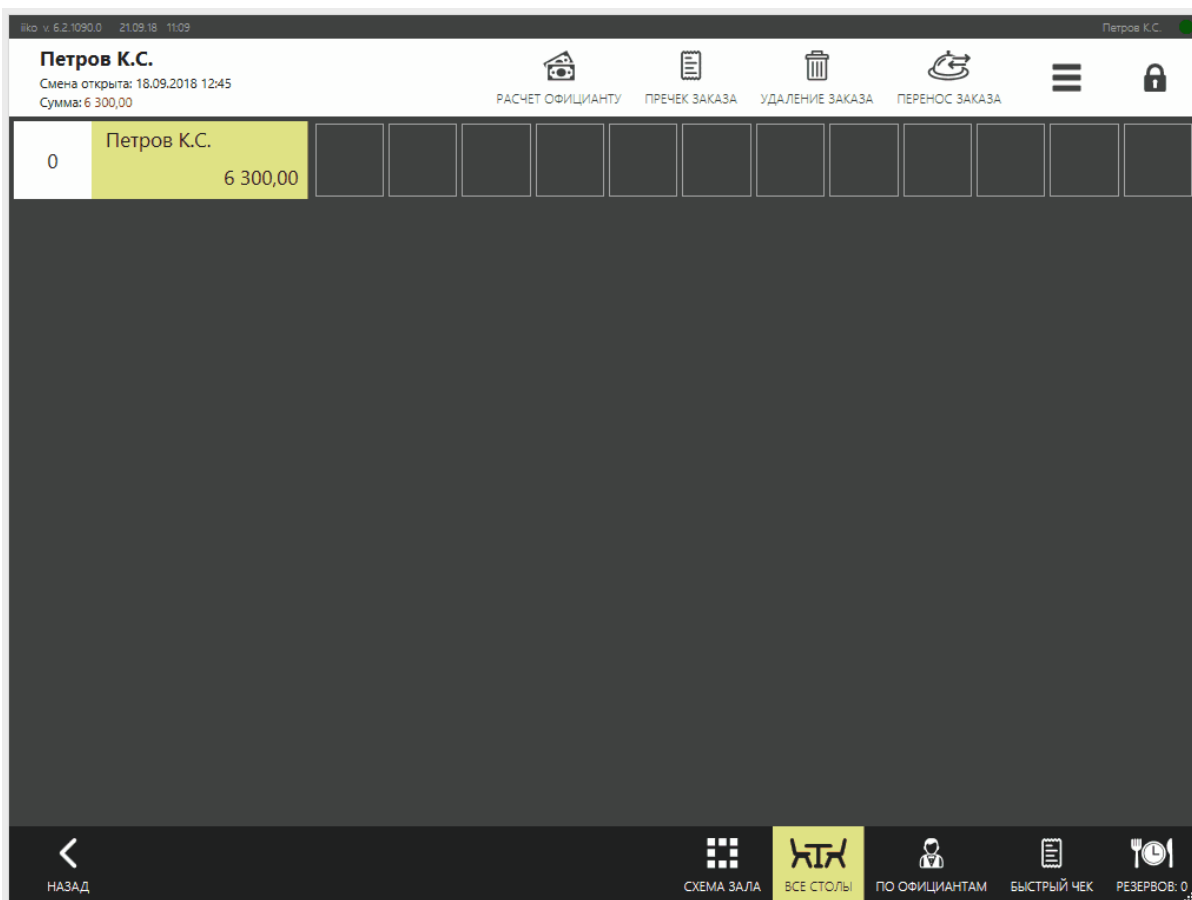 iiko v. 6.2.1090.0 21.09.18 11:09 Петров К.С.
Петров К.С.
Смена открыта: 18.09.2018 12:45
Сумма: 6 300,00
РАСЧЕТ ОФИЦИАНТУ ПРЕЧЕК ЗАКАЗА УДАЛЕНИЕ ЗАКАЗА ПЕРЕНОС ЗАКАЗА
0 Петров К.С.
6 300,00
НАЗАД СХЕМА ЗАЛА ВСЕ СТОЛЫ ПО ОФИЦИАНТАМ БЫСТРЫЙ ЧЕК РЕЗЕРВОВ: 0